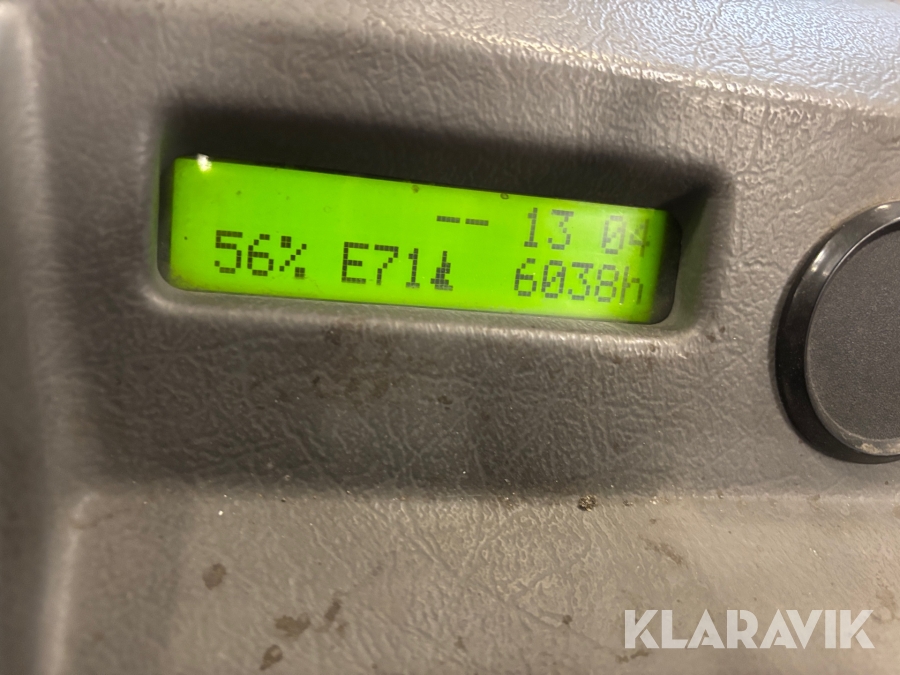 -- 13 04
56% E71 6038h
KLARAVIK